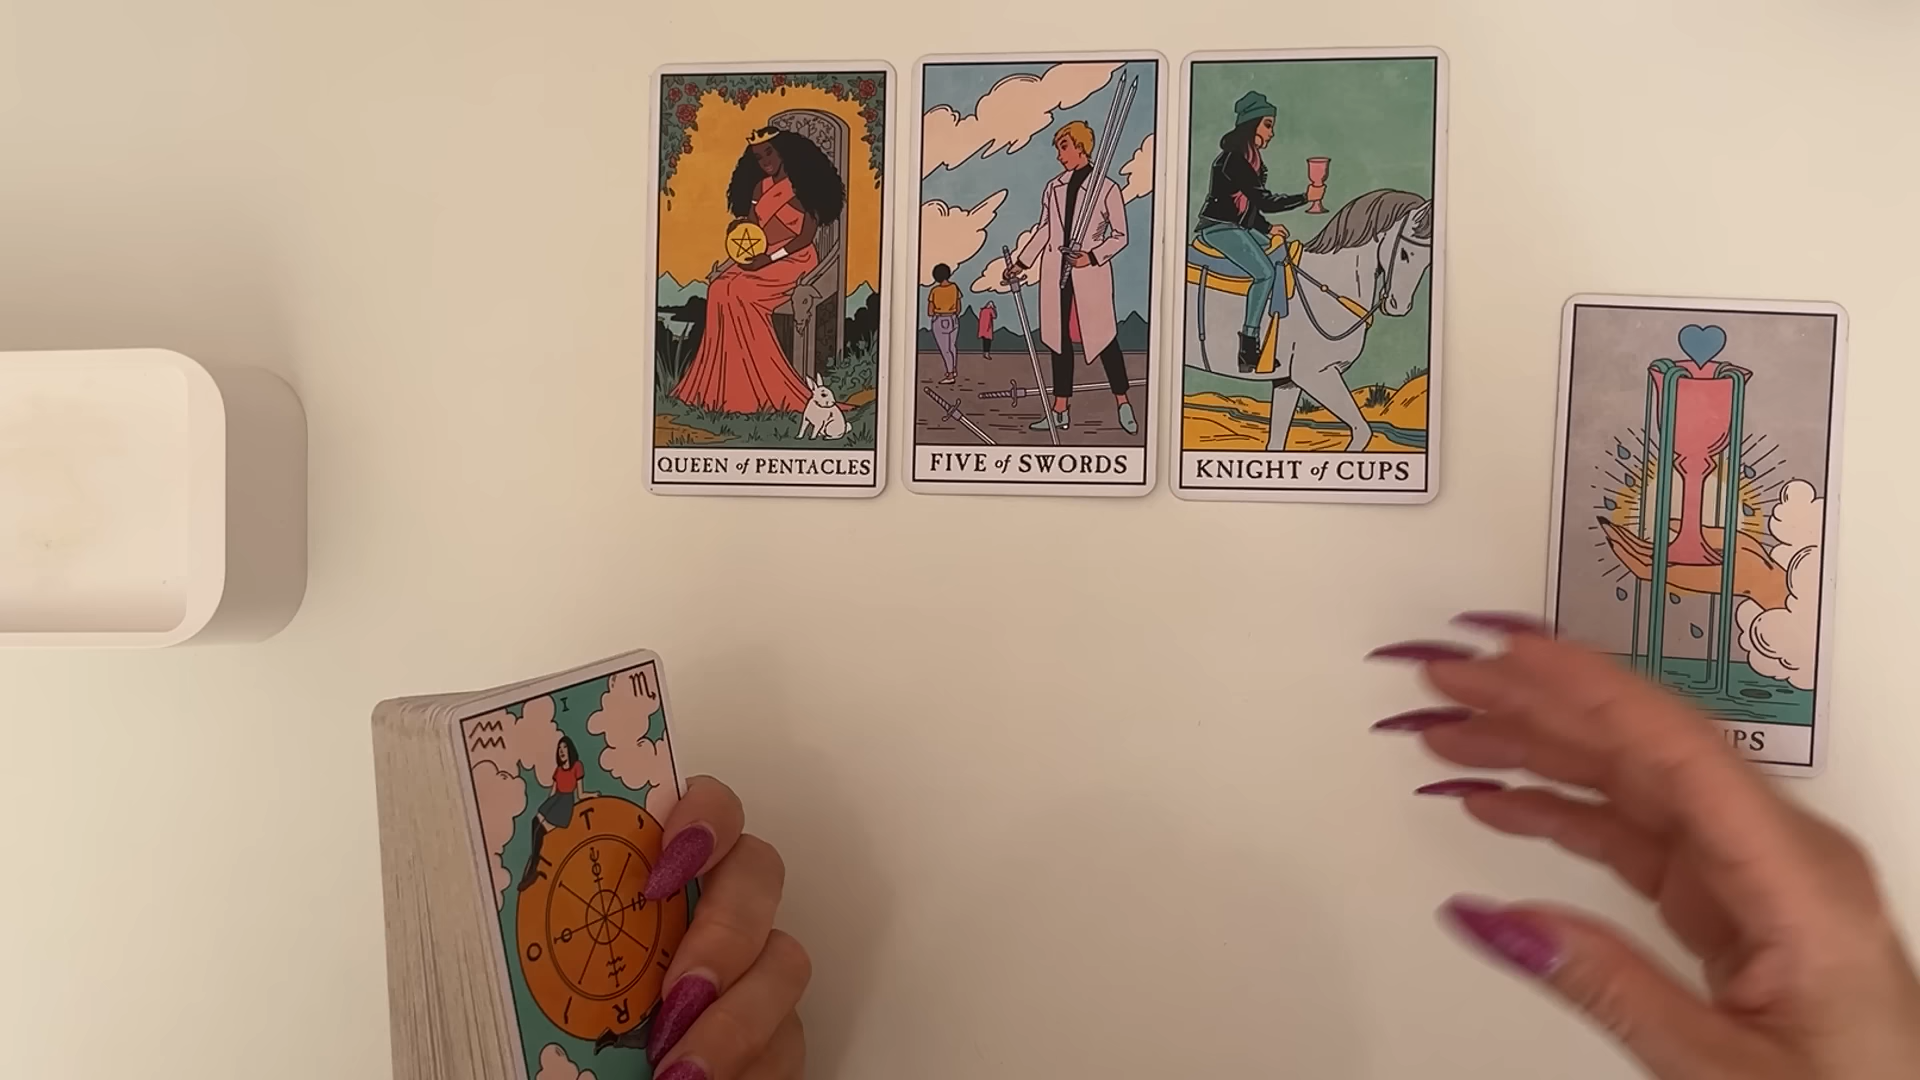 QUEEN of PENTACLES
FIVE of SWORDS
KNIGHT of CUPS
I
T
O
R